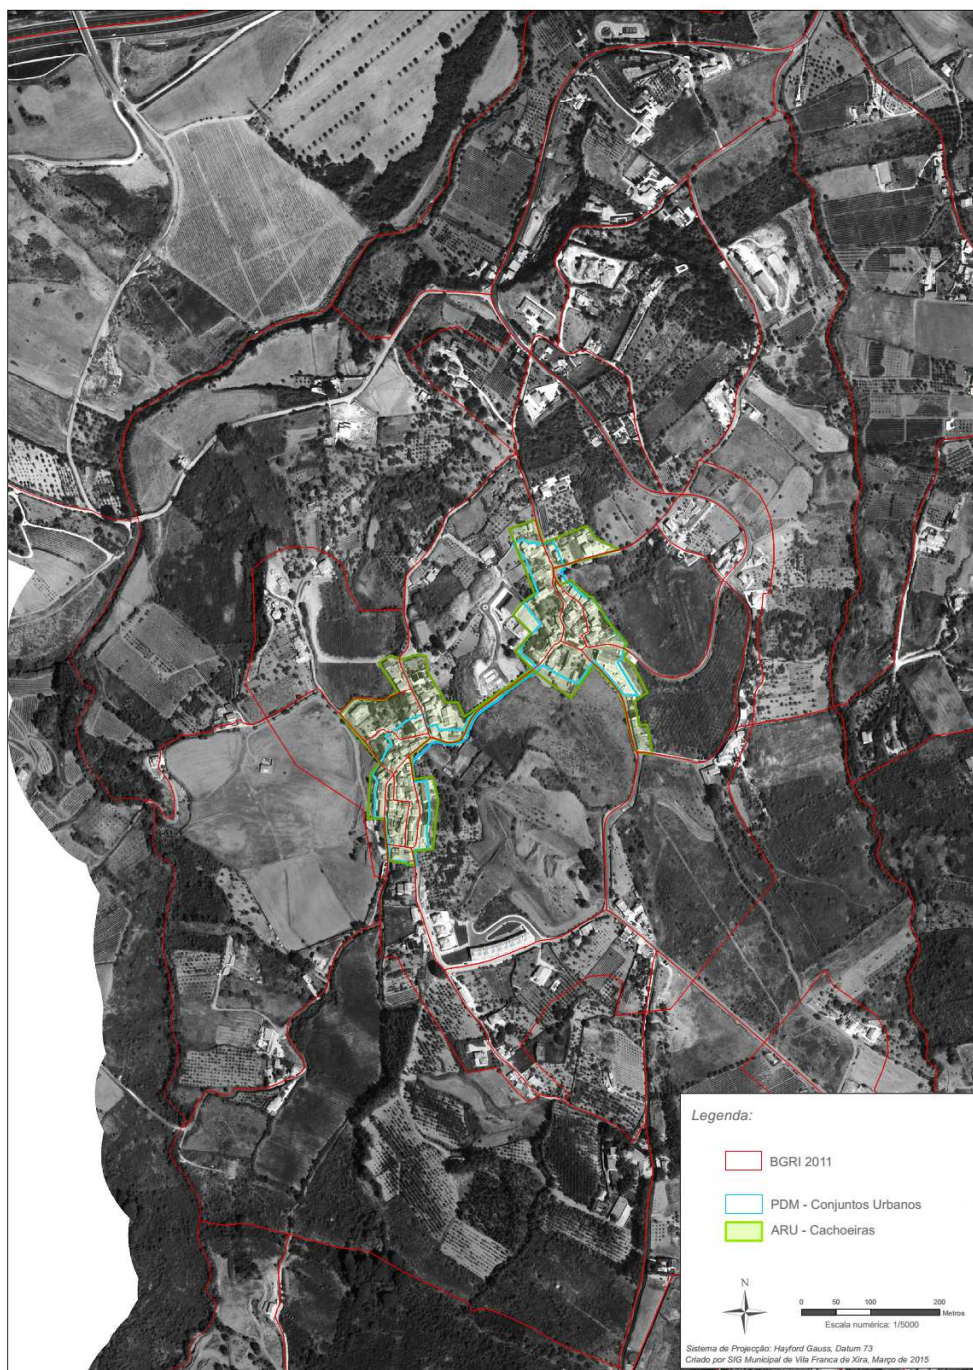 Legenda:
BGRI 2011
PDM - Conjuntos Urbanos
ARU - Cachoeiras
N
0 50 100 200
Metros
Escala numérica: 1/5000
Sistema de Projecção: Hayford Gauss, Datum 73
Criado por SIG Municipal de Vila Franca de Xira, Março de 2015